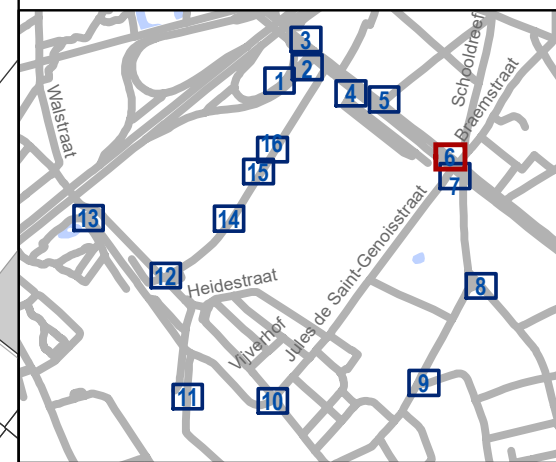 3
2
1
4
5
Schooldreef
Braemstraat
Walstraat
16
15
6
7
13
14
12
Heidestraat
Jules de Saint-Genoisstraat
8
Vijverhof
9
11
10